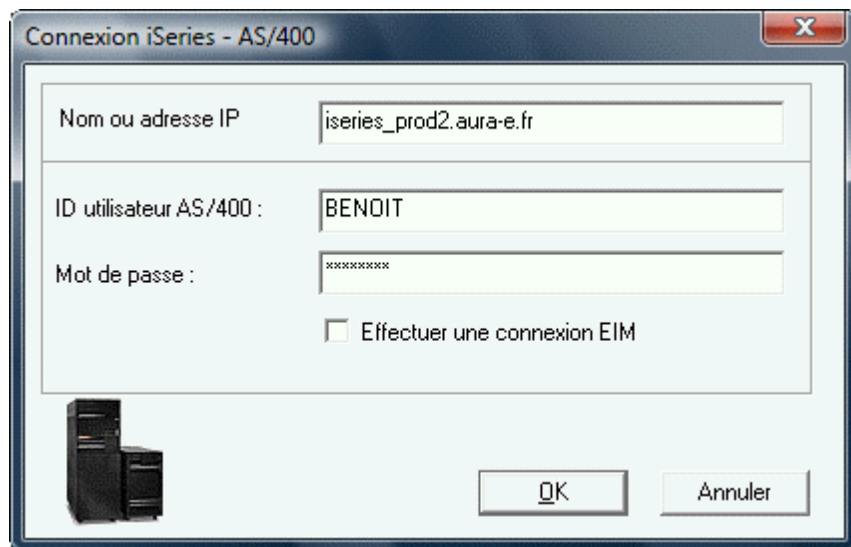 Connexion iSeries - AS/400
Nom ou adresse IP
iseries_prod2.aura-e.fr
ID utilisateur AS/400 :
BENOIT
Mot de passe :
********
Effectuer une connexion EIM
OK
Annuler